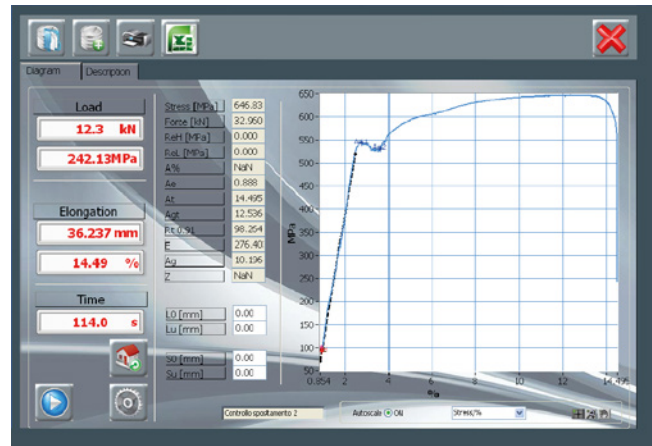 Diagram Description
Load
12.3 kN
242.13MPa
Elongation
36.237 mm
14.49 %
Time
114.0 s
Stress [MPa] 646.83
Force [kN] 32.960
ReH [MPa] 0.000
ReL [MPa] 0.000
A% NaN
Ae 0.888
At 14.495
Agt 12.536
Rt 0.91 98.254
E 276.40
Ag 10.196
Z NaN
L0 [mm] 0.00
Lu [mm] 0.00
S0 [mm] 0.00
Su [mm] 0.00
650
600
550
500
450
400
350
300
250
200
150
100
50
MPa
0.854 2 4 6 8 10 12 14.495
%
Controllo spostamento 2
Autoscale ON
Stress/%